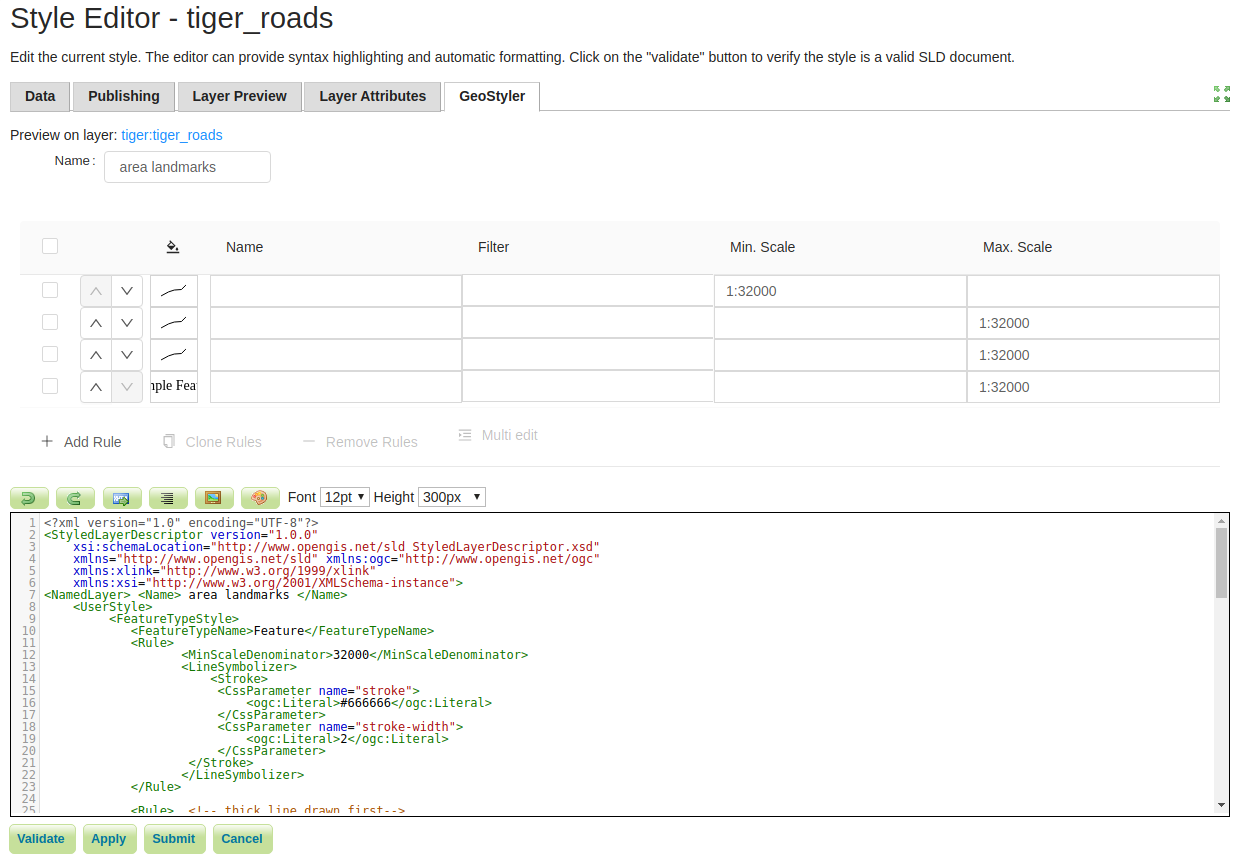 Style Editor - tiger_roads
Edit the current style. The editor can provide syntax highlighting and automatic formatting. Click on the "validate" button to verify the style is a valid SLD document.
Data Publishing Layer Preview Layer Attributes GeoStyler
Preview on layer: tiger:tiger_roads
Name : area landmarks
Name Filter Min. Scale Max. Scale
1:32000
1:32000
1:32000
nple Fea 1:32000
Add Rule Clone Rules Remove Rules Multi edit
Font 12pt Height 300px
1 <?xml version="1.0" encoding="UTF-8"?>
2 <StyledLayerDescriptor version="1.0.0"
3 xsi:schemaLocation="http://www.opengis.net/sld StyledLayerDescriptor.xsd"
4 xmlns="http://www.opengis.net/sld" xmlns:ogc="http://www.opengis.net/ogc"
5 xmlns:xlink="http://www.w3.org/1999/xlink"
6 xmlns:xsi="http://www.w3.org/2001/XMLSchema-instance">
7 <NamedLayer> <Name> area landmarks </Name>
8 <UserStyle>
9 <FeatureTypeStyle>
10 <FeatureTypeName>Feature</FeatureTypeName>
11 <Rule>
12 <MinScaleDenominator>32000</MinScaleDenominator>
13 <LineSymbolizer>
14 <Stroke>
15 <CssParameter name="stroke">
16 <ogc:Literal>#666666</ogc:Literal>
17 </CssParameter>
18 <CssParameter name="stroke-width">
19 <ogc:Literal>2</ogc:Literal>
20 </CssParameter>
21 </Stroke>
22 </LineSymbolizer>
23 </Rule>
24
25 <Rule> <!-- thick line drawn first-->
Validate Apply Submit Cancel